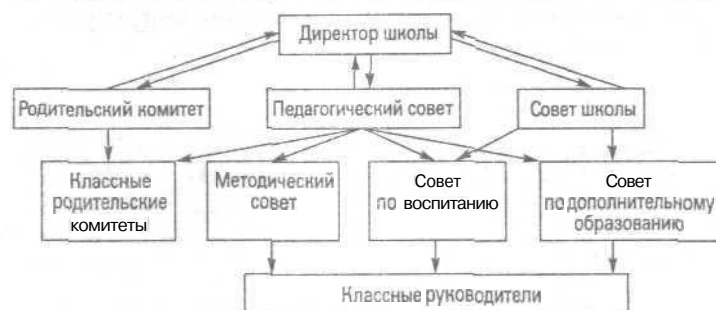 Директор школы
Родительский комитет
Педагогический совет
Совет школы
Классные
родительские
комитеты
Методический
совет
Совет
по воспитанию
Совет
по дополнительному
образованию
Классные руководители